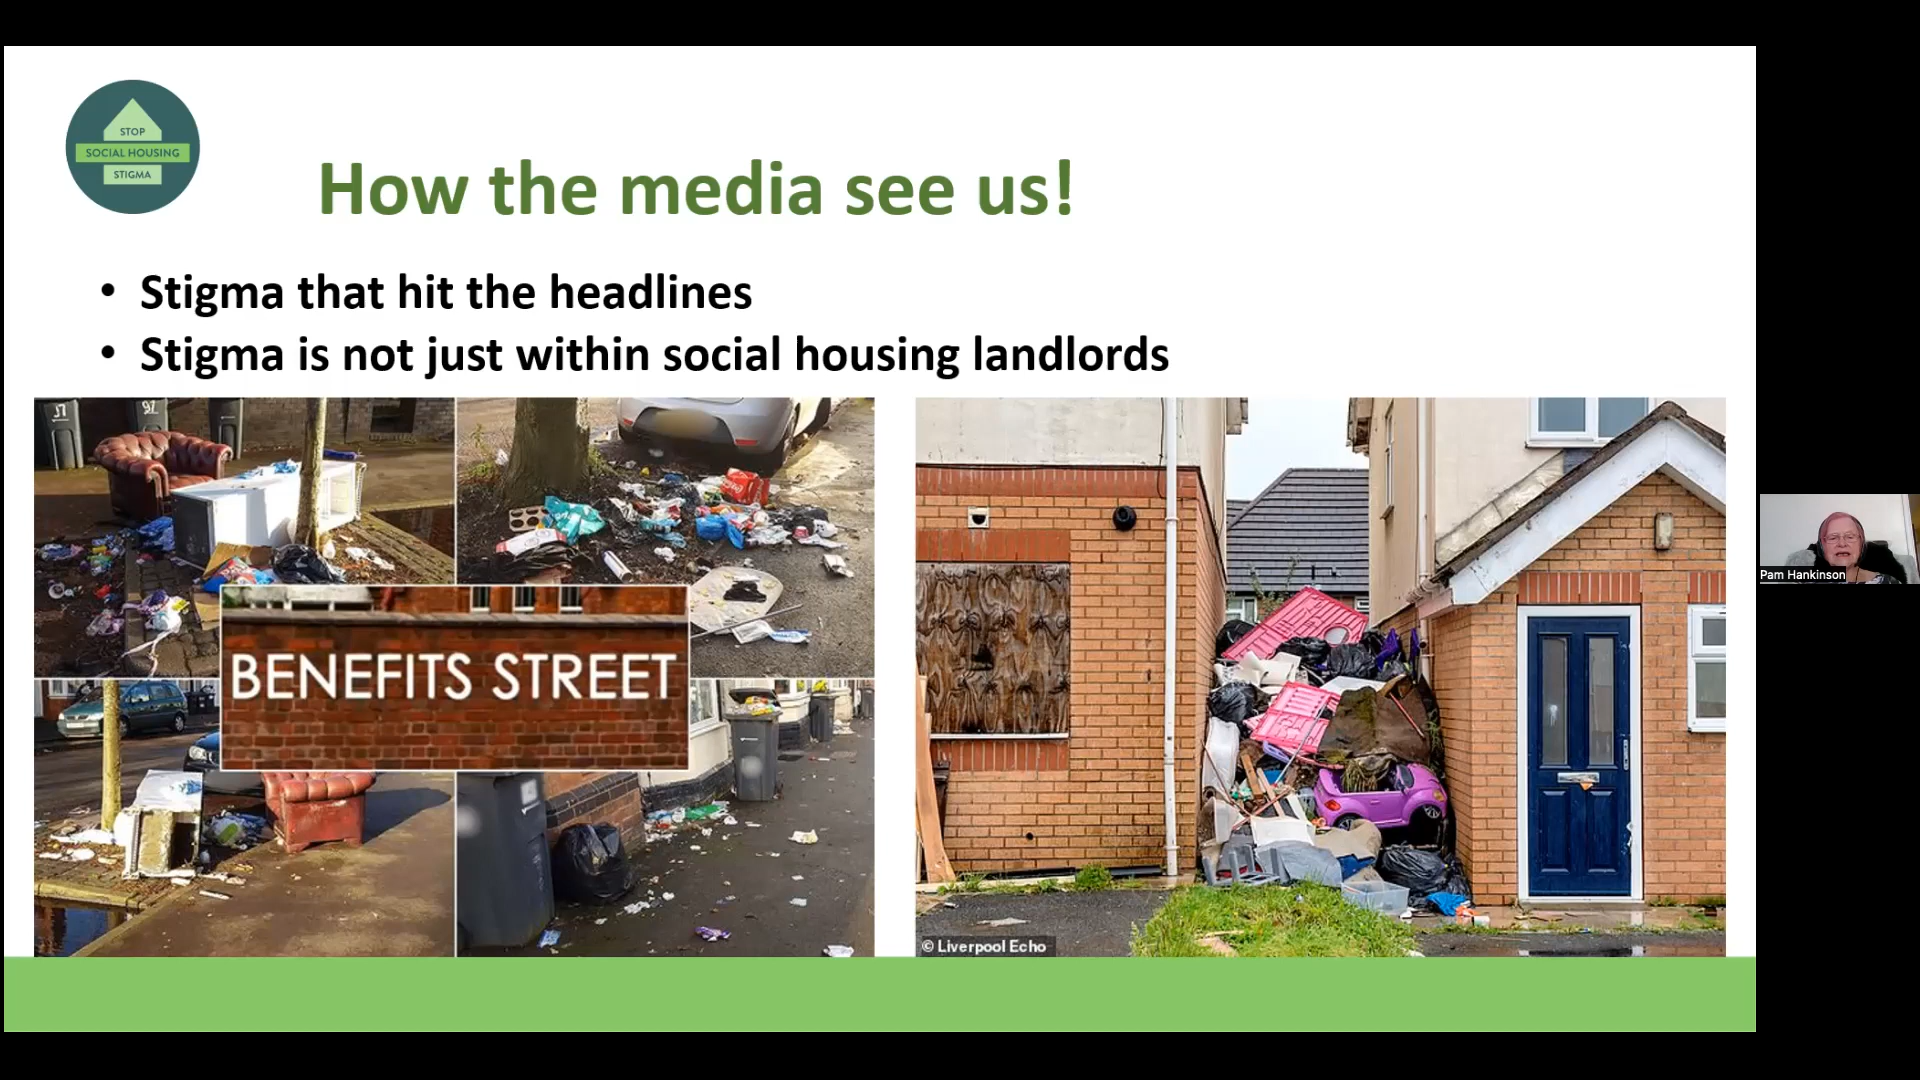 STOP
SOCIAL HOUSING
STIGMA
How the media see us!
• Stigma that hit the headlines
• Stigma is not just within social housing landlords
BENEFITS STREET
© Liverpool Echo
Pam Hankinson